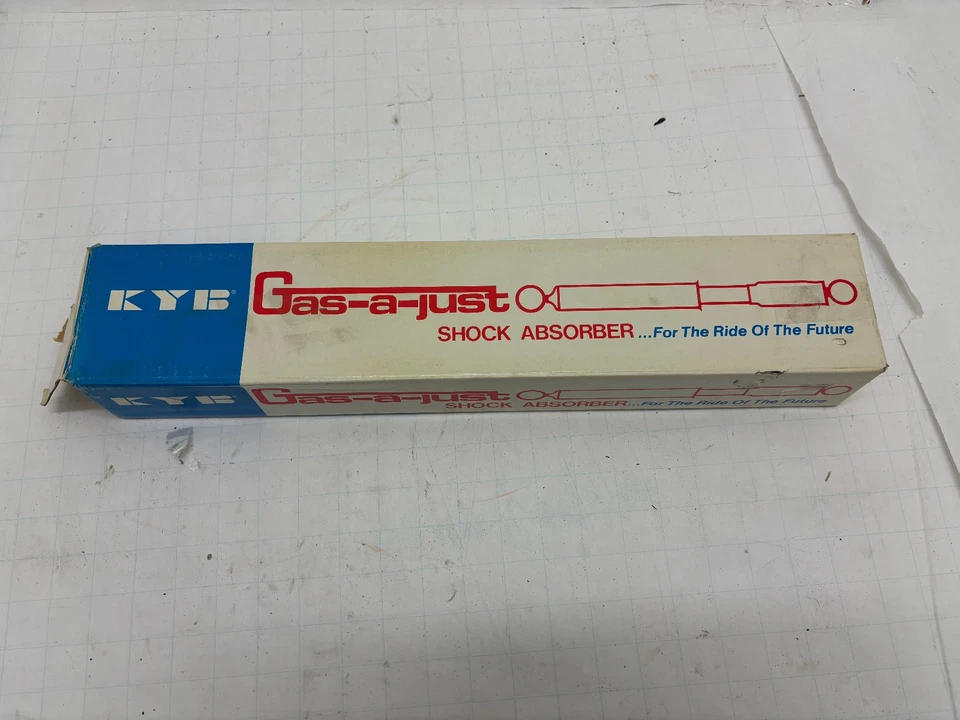 KYB®
Gas-a-just
SHOCK ABSORBER ...For The Ride Of The Future
KYB
Gas-a-just
SHOCK ABSORBER ...For The Ride Of The Future